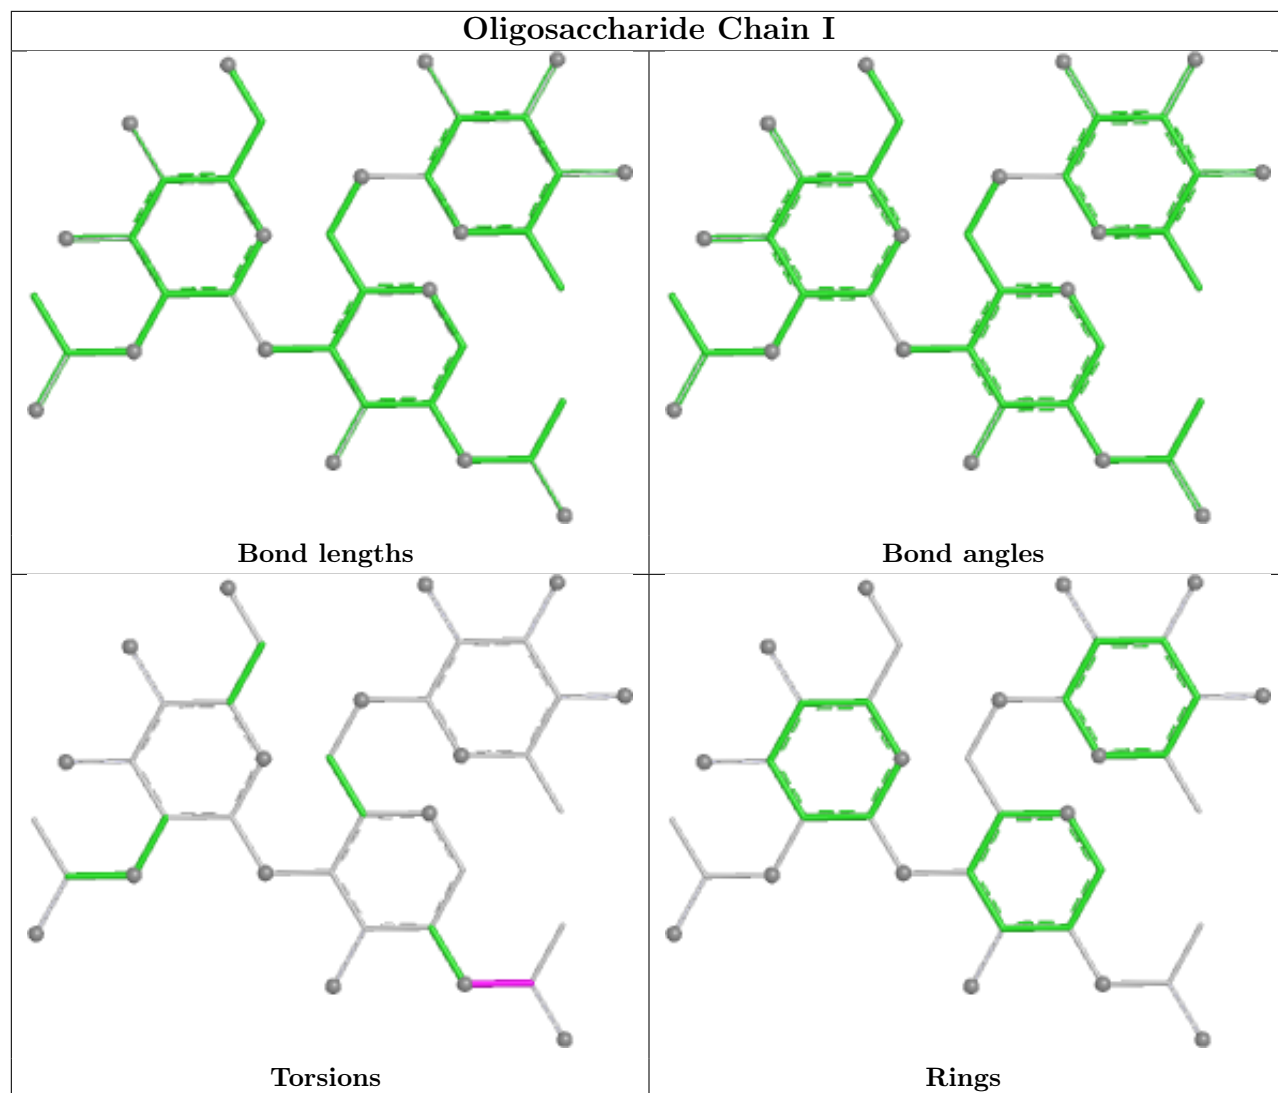 Oligosaccharide Chain I
Bond lengths
Bond angles
Torsions
Rings